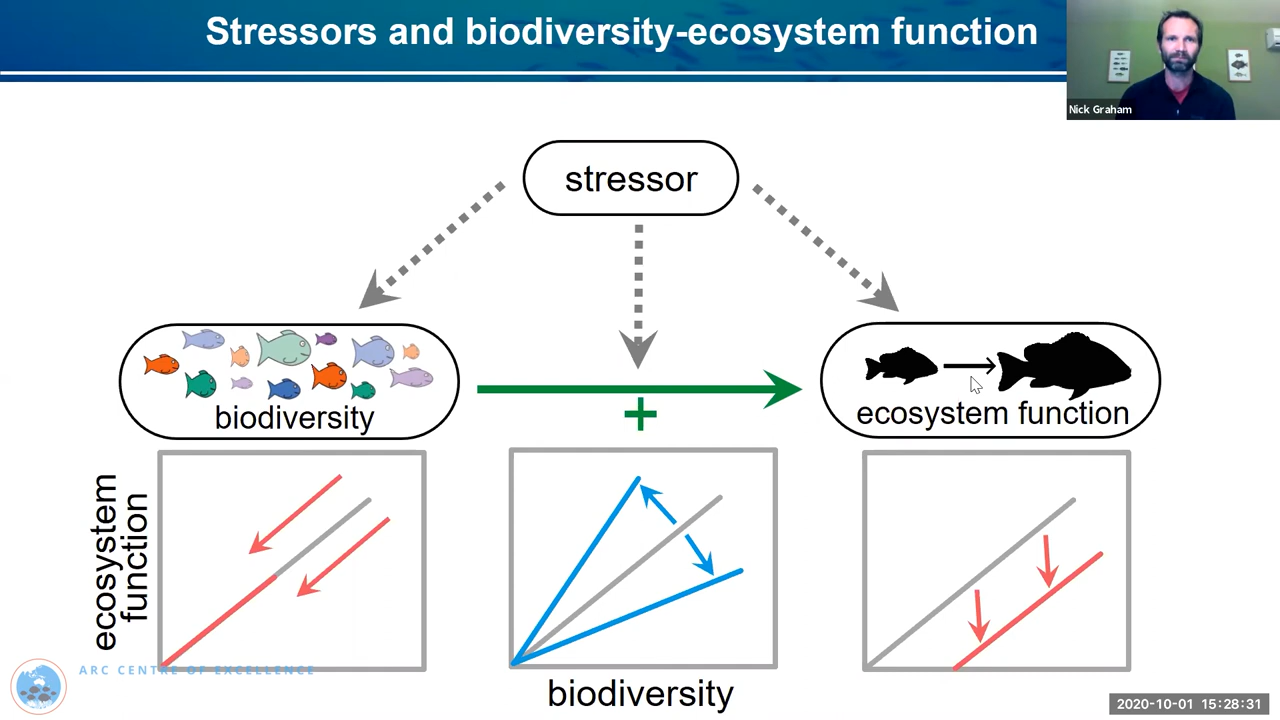 Stressors and biodiversity-ecosystem function
Nick Graham
stressor
biodiversity
+
ecosystem function
ecosystem
function
biodiversity
ARC CENTRE OF EXCELLENCE
2020-10-01 15:28:31